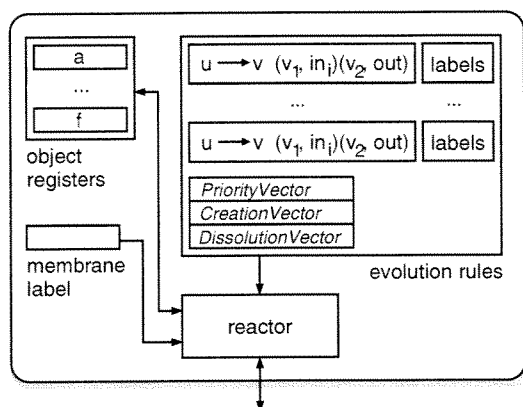 a
...
f
object
registers
membrane
label
u → v (v1, ini)(v2, out) labels
... ...
u → v (v1, ini)(v2, out) labels
PriorityVector
CreationVector
DissolutionVector
evolution rules
reactor